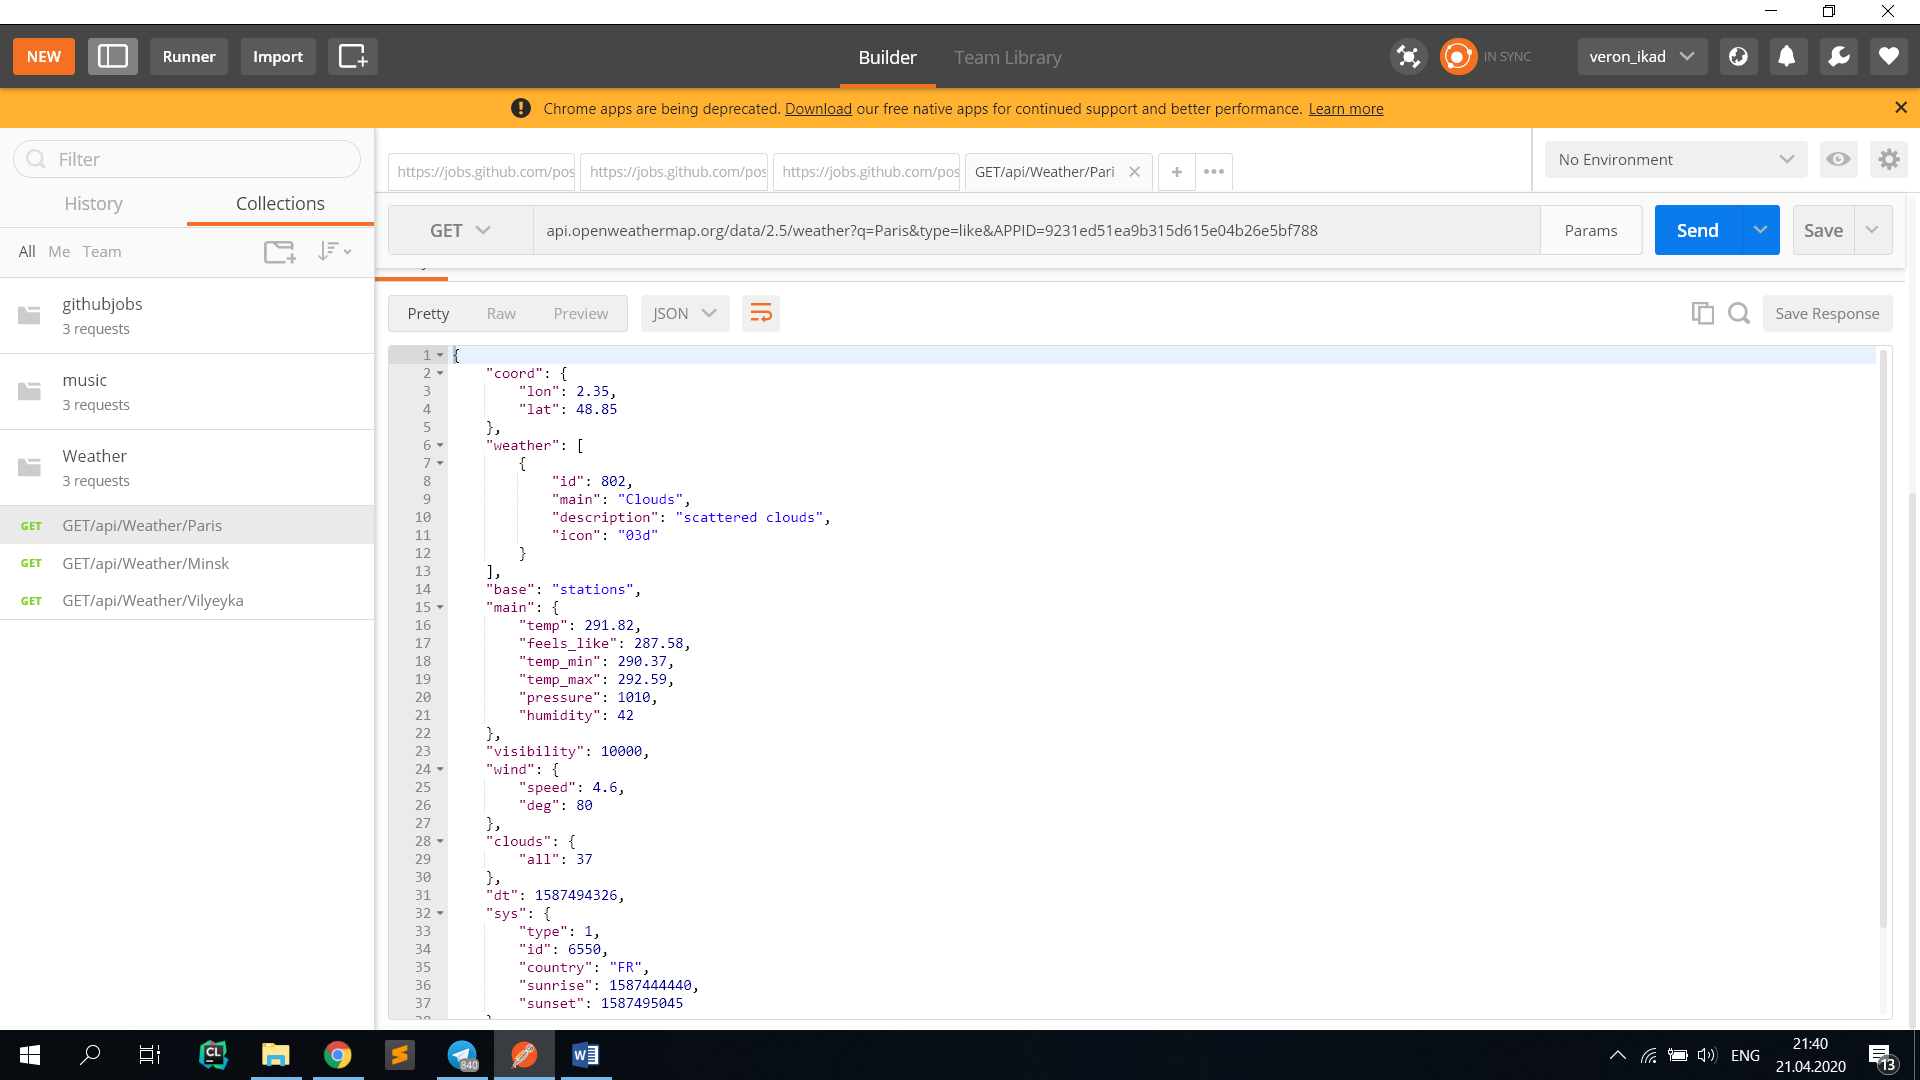 NEW
Runner
Import
Builder
Team Library
IN SYNC
veron_ikad
Chrome apps are being deprecated. Download our free native apps for continued support and better performance. Learn more
Filter
History
Collections
All Me Team
githubjobs
3 requests
music
3 requests
Weather
3 requests
GET GET/api/Weather/Paris
GET GET/api/Weather/Minsk
GET GET/api/Weather/Vilyeyka
https://jobs.github.com/pos
https://jobs.github.com/pos
https://jobs.github.com/pos
GET/api/Weather/Pari
No Environment
GET
api.openweathermap.org/data/2.5/weather?q=Paris&type=like&APPID=9231ed51ea9b315d615e04b26e5bf788
Params
Send
Save
Pretty
Raw
Preview
JSON
Save Response
1 {
2 "coord": {
3 "lon": 2.35,
4 "lat": 48.85
5 },
6 "weather": [
7 {
8 "id": 802,
9 "main": "Clouds",
10 "description": "scattered clouds",
11 "icon": "03d"
12 }
13 ],
14 "base": "stations",
15 "main": {
16 "temp": 291.82,
17 "feels_like": 287.58,
18 "temp_min": 290.37,
19 "temp_max": 292.59,
20 "pressure": 1010,
21 "humidity": 42
22 },
23 "visibility": 10000,
24 "wind": {
25 "speed": 4.6,
26 "deg": 80
27 },
28 "clouds": {
29 "all": 37
30 },
31 "dt": 1587494326,
32 "sys": {
33 "type": 1,
34 "id": 6550,
35 "country": "FR",
36 "sunrise": 1587444440,
37 "sunset": 1587495045
CL
840
W
ENG
21:40
21.04.2020
13